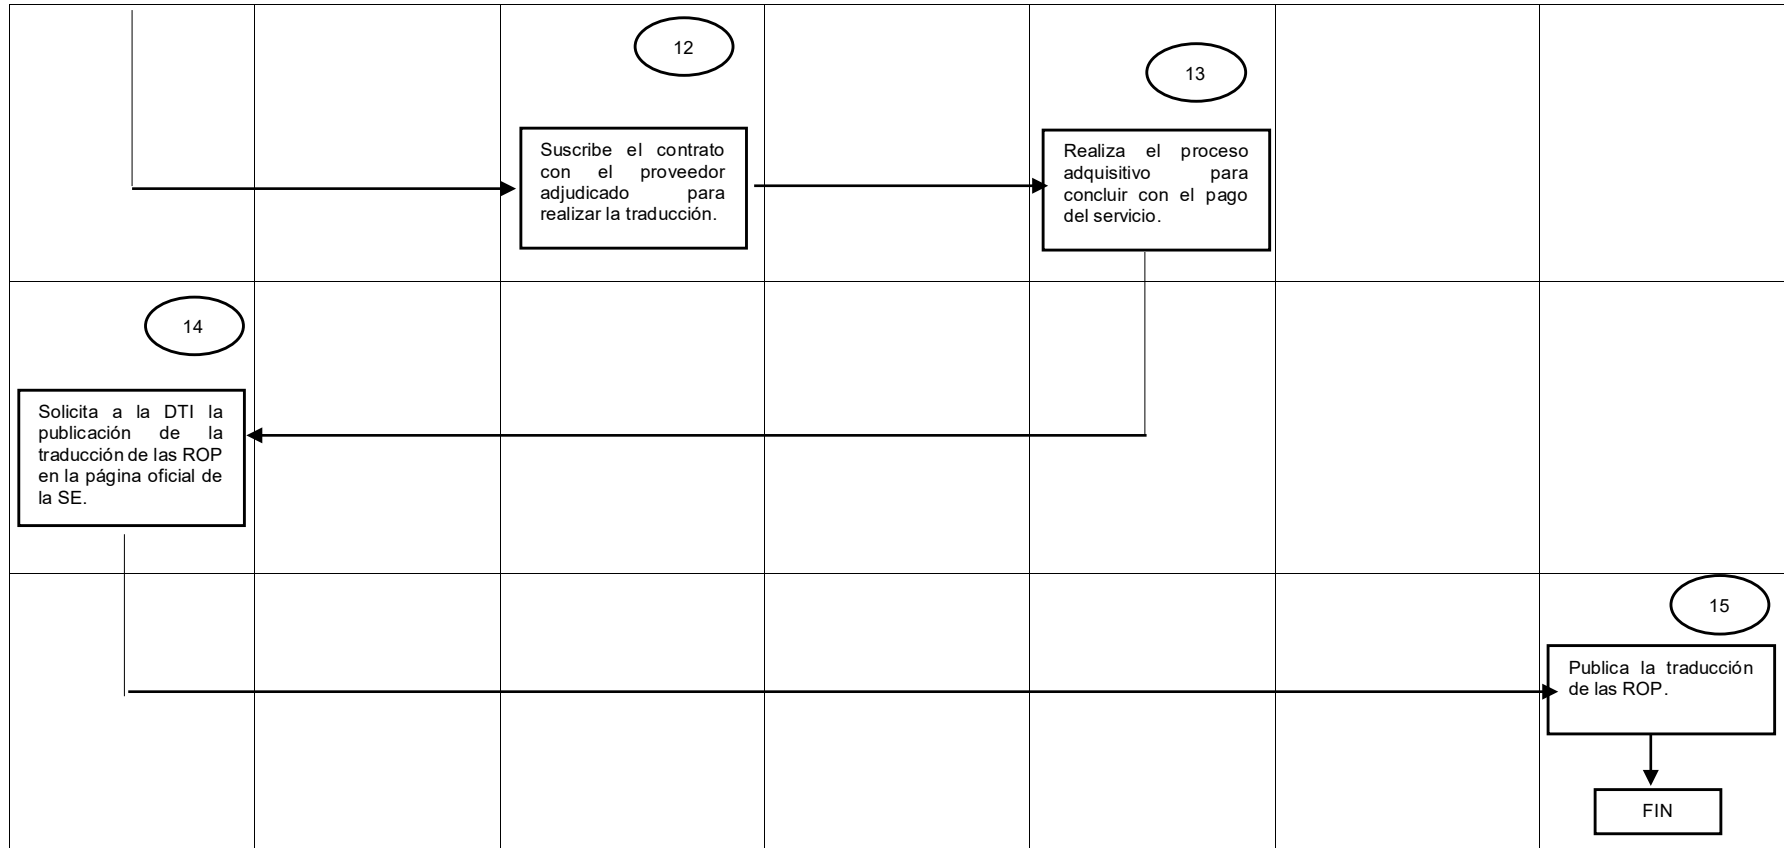 12
13
Suscribe el contrato
con el proveedor
adjudicado para
realizar la traducción.
Realiza el proceso
adquisitivo para
concluir con el pago
del servicio.
14
Solicita a la DTI la
publicación de la
traducción de las ROP
en la página oficial de
la SE.
15
Publica la traducción
de las ROP.
FIN